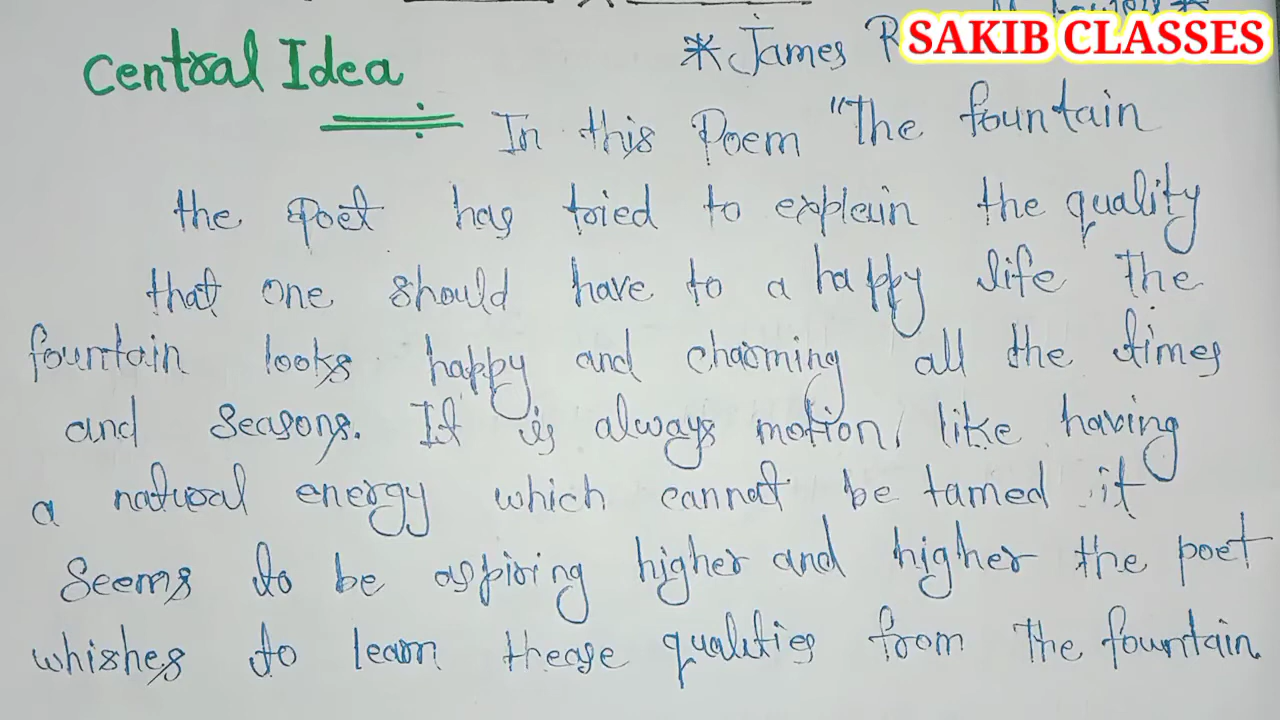 SAKIB CLASSES
Central Idea
* James
In this Poem "The fountain
the Poet has tried to explain the quality
that one should have to a happy life The
fountain looks happy and charming all the times
and seasons. It is always motion, like having
a natural energy which cannot be tamed it
Seems to be aspiring higher and higher the poet
whishes to learn thease qualities from The fountain